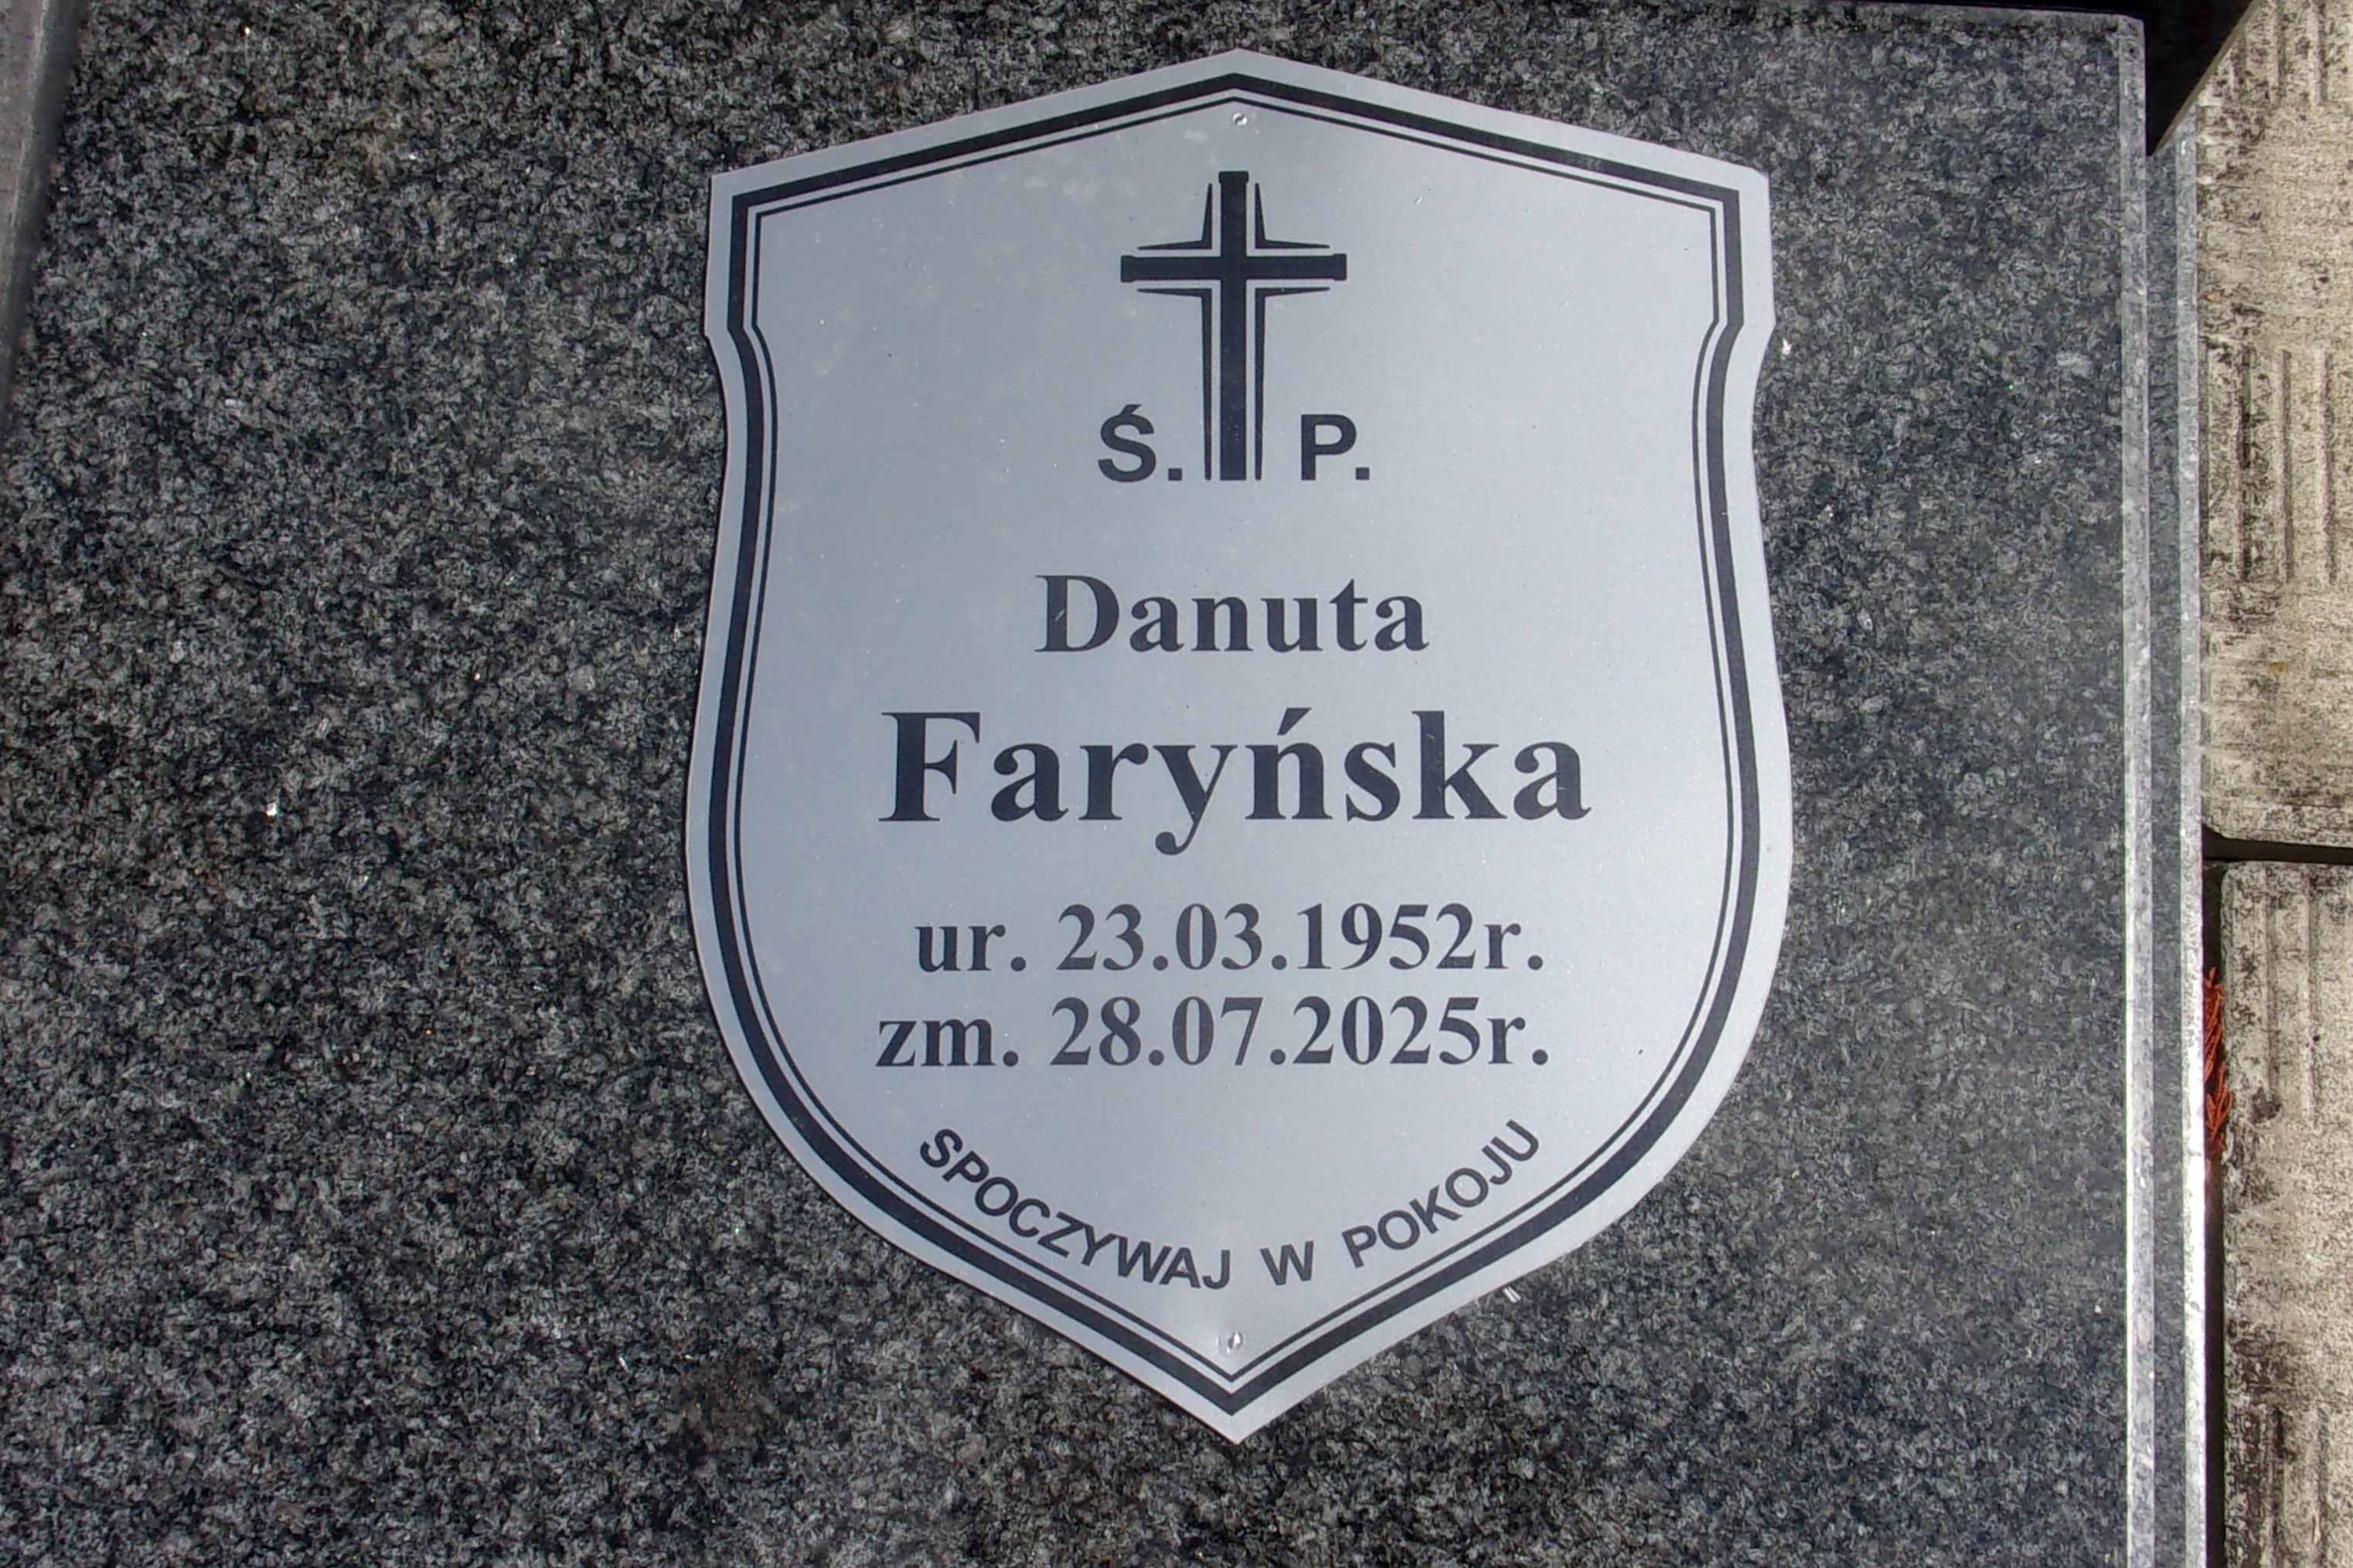 Ś. P.
Danuta
Faryńska
ur. 23.03.1952r.
zm. 28.07.2025r.
SPOCZYWAJ W POKOJU